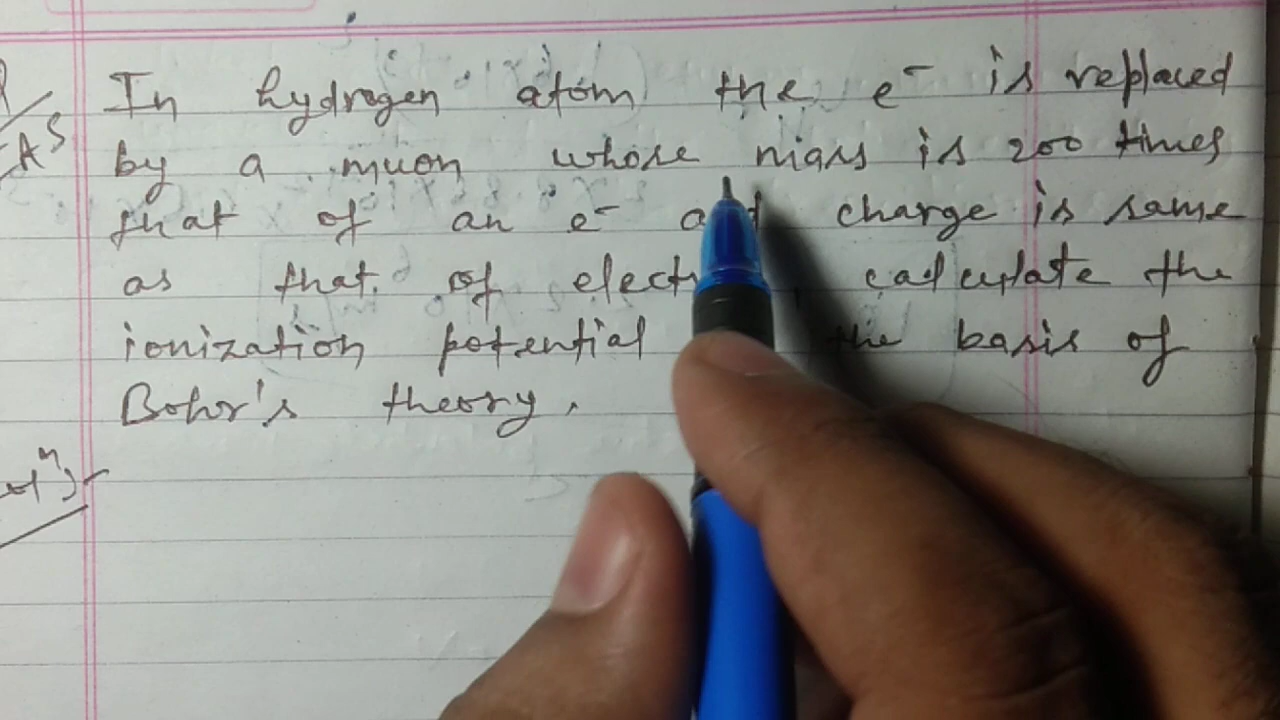 In hydrogen atom the e⁻ is replaced
by a muon whose mass is 200 times
that of an e⁻ charge is same
as that of elect calculate the
ionization potential the basis of
Bohr's theory.